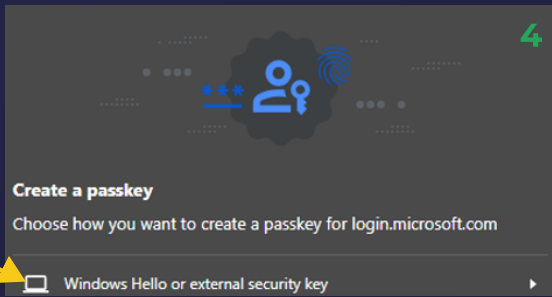 4
***
Create a passkey
Choose how you want to create a passkey for login.microsoft.com
Windows Hello or external security key